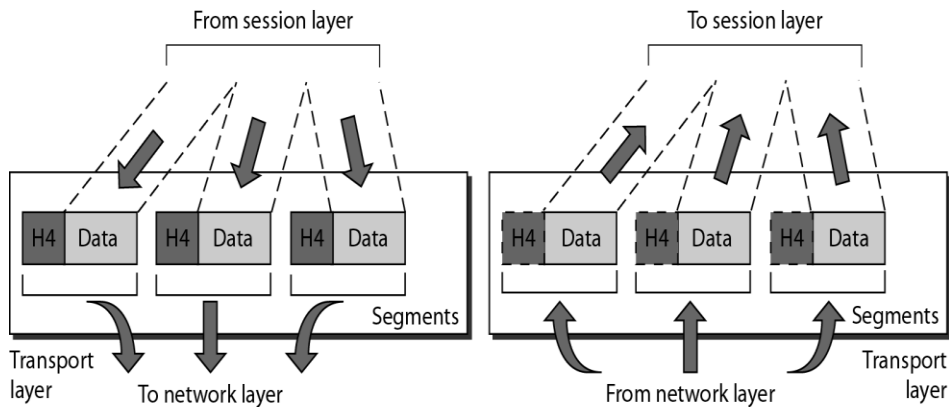 From session layer
H4 Data H4 Data H4 Data
Segments
Transport
layer
To network layer
To session layer
H4 Data H4 Data H4 Data
Segments
Transport
layer
From network layer